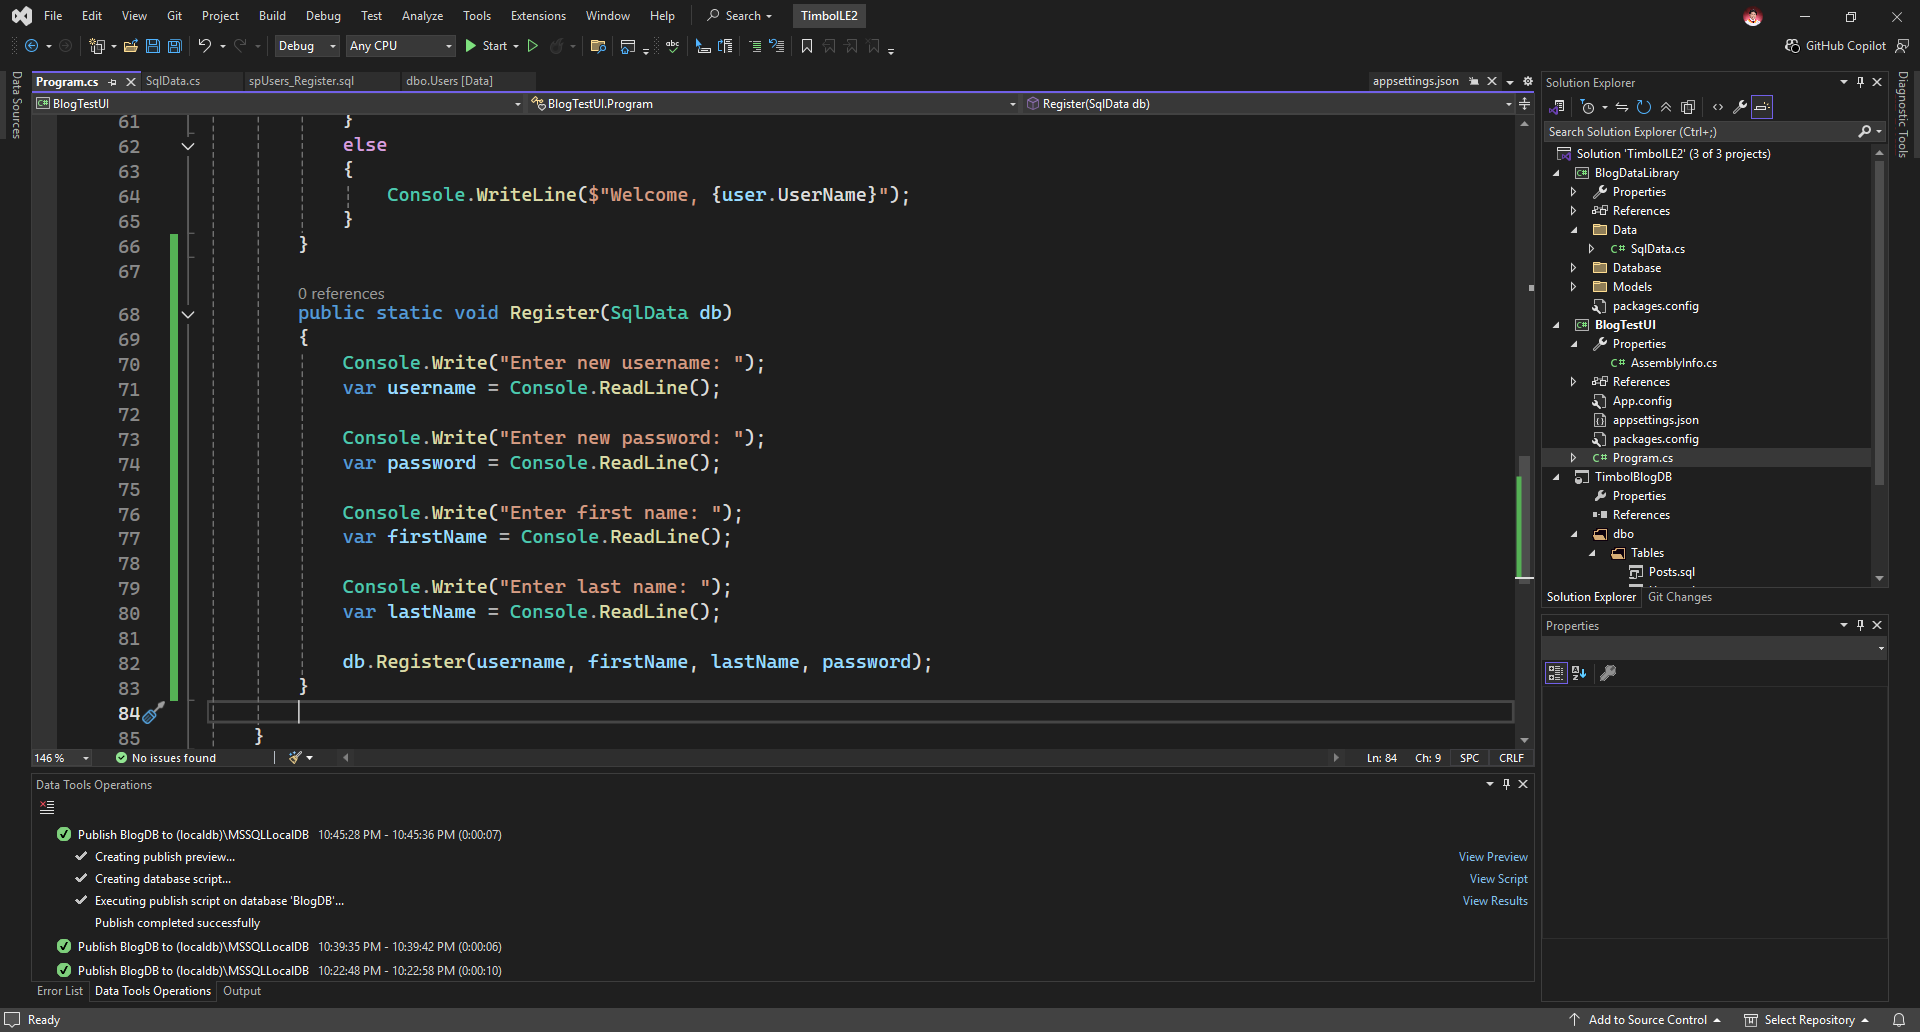 File Edit View Git Project Build Debug Test Analyze Tools Extensions Window Help Search TimbolLE2
Debug Any CPU Start GitHub Copilot
Program.cs SqlData.cs spUsers_Register.sql dbo.Users [Data] appsettings.json
BlogTestUI BlogTestUI.Program Register(SqlData db)
61 }
62 else
63 {
64 Console.WriteLine($"Welcome, {user.UserName}");
65 }
66 }
67
0 references
68 public static void Register(SqlData db)
69 {
70 Console.Write("Enter new username: ");
71 var username = Console.ReadLine();
72
73 Console.Write("Enter new password: ");
74 var password = Console.ReadLine();
75
76 Console.Write("Enter first name: ");
77 var firstName = Console.ReadLine();
78
79 Console.Write("Enter last name: ");
80 var lastName = Console.ReadLine();
81
82 db.Register(username, firstName, lastName, password);
83 }
84
85 }
146 % No issues found Ln: 84 Ch: 9 SPC CRLF
Data Tools Operations
Publish BlogDB to (localdb)\MSSQLLocalDB 10:45:28 PM - 10:45:36 PM (0:00:07)
Creating publish preview... View Preview
Creating database script... View Script
Executing publish script on database 'BlogDB'... View Results
Publish completed successfully
Publish BlogDB to (localdb)\MSSQLLocalDB 10:39:35 PM - 10:39:42 PM (0:00:06)
Publish BlogDB to (localdb)\MSSQLLocalDB 10:22:48 PM - 10:22:58 PM (0:00:10)
Error List Data Tools Operations Output
Data Sources
Solution Explorer
Search Solution Explorer (Ctrl+;)
Solution 'TimbolLE2' (3 of 3 projects)
BlogDataLibrary
Properties
References
Data
C# SqlData.cs
Database
Models
packages.config
BlogTestUI
Properties
C# AssemblyInfo.cs
References
App.config
appsettings.json
packages.config
C# Program.cs
TimbolBlogDB
Properties
References
dbo
Tables
Posts.sql
Solution Explorer Git Changes
Properties
Diagnostic Tools
Ready Add to Source Control Select Repository